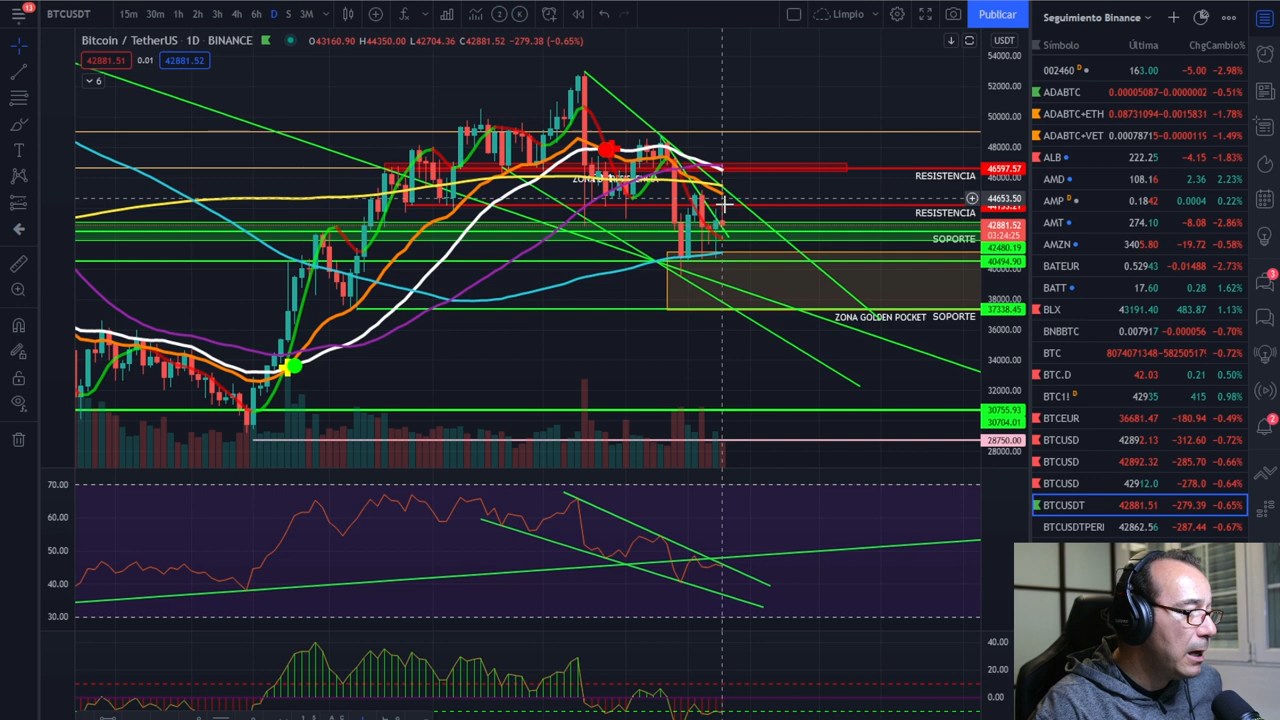 13
BTCUSDT 15m 30m 1h 2h 3h 4h 6h D S 3M 2 K Limpio Publicar
Bitcoin / TetherUS · 1D · BINANCE O43160.90 H44350.00 L42704.36 C42881.52 −279.38 (−0.65%)
42881.51 0.01 42881.52
6
USDT
54000.00
52000.00
50000.00
48000.00
46597.57
46000.00
RESISTENCIA
44653.50
RESISTENCIA
42881.52
03:24:25
SOPORTE
42480.19
40494.90
40000.00
38000.00
37338.45
ZONA GOLDEN POCKET SOPORTE
36000.00
34000.00
32000.00
30755.93
30704.01
28750.00
28000.00
70.00
60.00
50.00
40.00
30.00
40.00
20.00
0.00
Seguimiento Binance
Símbolo Última Chg Cambio%
002460 D 163.00 -5.00 -2.98%
ADABTC 0.00005087 -0.0000002 -0.51%
ADABTC+ETH 0.08731094 -0.0015831 -1.78%
ADABTC+VET 0.0078715 -0.0000119 -1.49%
ALB 222.25 -4.15 -1.83%
AMD 108.16 2.36 2.23%
AMP D 0.1842 0.0004 0.22%
AMT 274.10 -8.08 -2.86%
AMZN 3405.80 -19.72 -0.58%
BATEUR 0.52943 -0.01488 -2.73%
BATT 17.60 0.28 1.62%
BLX 43191.40 483.87 1.13%
BNBBTC 0.007917 -0.000056 -0.70%
BTC 8074071348 -58250517 -0.72%
BTC.D 42.03 0.21 0.50%
BTC1! D 42935 415 0.98%
BTCEUR 36681.47 -180.94 -0.49%
BTCUSD 42892.13 -312.60 -0.72%
BTCUSD 42892.32 -285.70 -0.66%
BTCUSD 42912.0 -278.0 -0.64%
BTCUSDT 42881.51 -279.39 -0.65%
BTCUSDTPERI 42862.56 -287.44 -0.67%
3
2